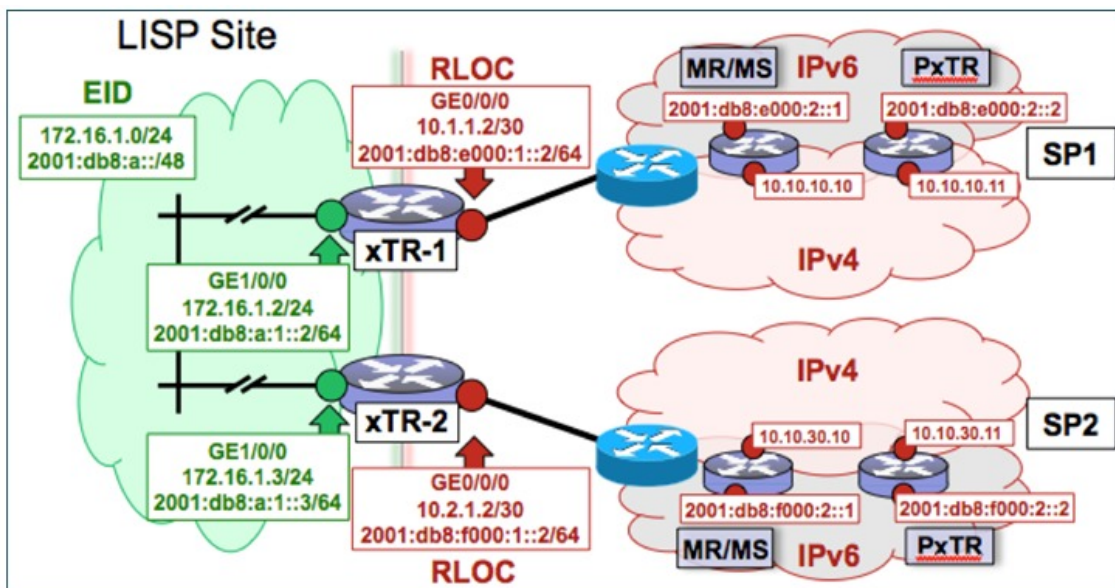 LISP Site
EID
172.16.1.0/24
2001:db8:a::/48
RLOC
GE0/0/0
10.1.1.2/30
2001:db8:e000:1::2/64
xTR-1
GE1/0/0
172.16.1.2/24
2001:db8:a:1::2/64
xTR-2
GE1/0/0
172.16.1.3/24
2001:db8:a:1::3/64
GE0/0/0
10.2.1.2/30
2001:db8:f000:1::2/64
RLOC
MR/MS
IPv6
PxTR
2001:db8:e000:2::1
2001:db8:e000:2::2
SP1
10.10.10.10
10.10.10.11
IPv4
IPv4
10.10.30.10
10.10.30.11
SP2
2001:db8:f000:2::1
2001:db8:f000:2::2
MR/MS
IPv6
PxTR